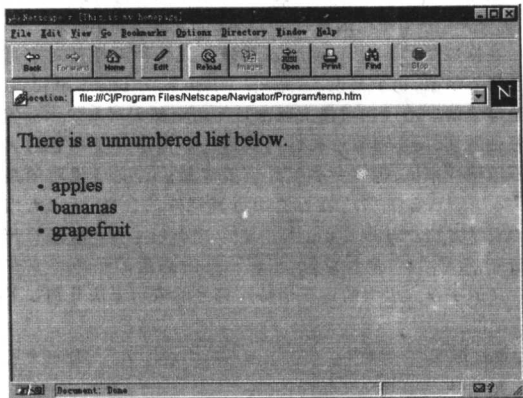 Netscape - [This is my homepage]
File Edit View Go Bookmarks Options Directory Window Help
Back Forward Home Edit Reload Images Open Print Find Stop
Location: file:///C|/Program Files/Netscape/Navigator/Program/temp.htm
N
There is a unnumbered list below.
• apples
• bananas
• grapefruit
Document: Done
?